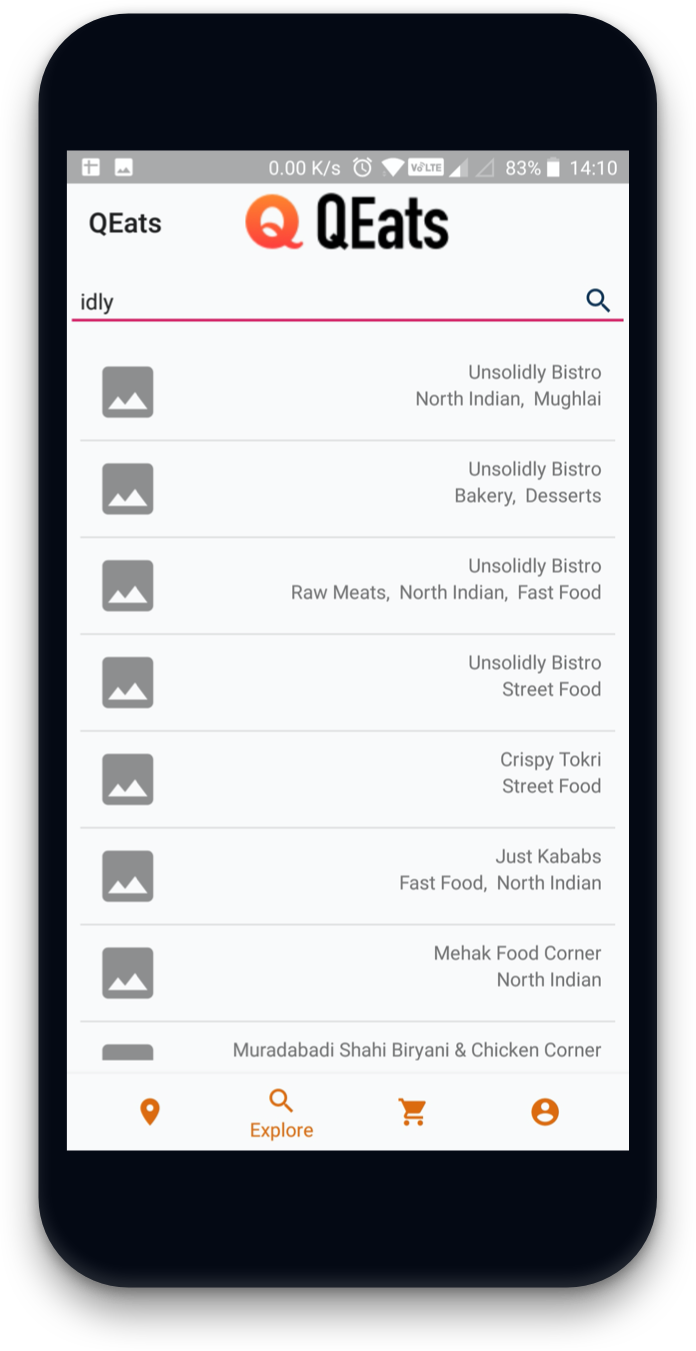 0.00 K/s VoLTE 83% 14:10
QEats QEats
idly
Unsolidly Bistro
North Indian, Mughlai
Unsolidly Bistro
Bakery, Desserts
Unsolidly Bistro
Raw Meats, North Indian, Fast Food
Unsolidly Bistro
Street Food
Crispy Tokri
Street Food
Just Kababs
Fast Food, North Indian
Mehak Food Corner
North Indian
Muradabadi Shahi Biryani & Chicken Corner
Explore